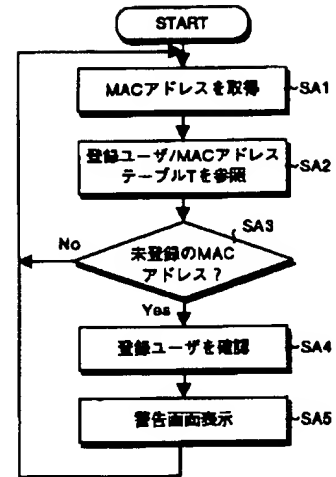 START
MACアドレスを取得
SA1
登録ユーザ/MACアドレス
テーブルTを参照
SA2
SA3
未登録のMAC
アドレス?
No
Yes
登録ユーザを確認
SA4
警告画面表示
SA5